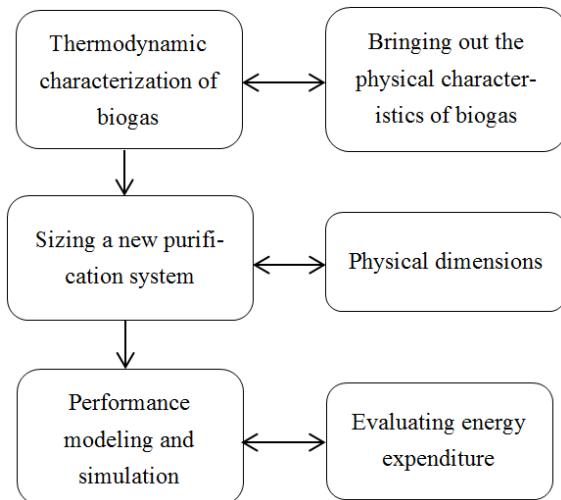 Thermodynamic
characterization of
biogas
Bringing out the
physical character-
istics of biogas
Sizing a new purifi-
cation system
Physical dimensions
Performance
modeling and
simulation
Evaluating energy
expenditure